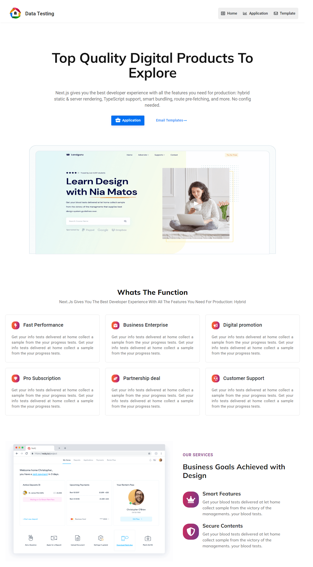 Data Testing
Home
Application
Template
Top Quality Digital Products To
Explore
Next.js gives you the best developer experience with all the features you need for production: hybrid
static & server rendering, TypeScript support, smart bundling, route pre-fetching, and more. No config
needed.
Application
Email Templates
Learn Design
with Nia Matos
Whats The Function
Next.Js Gives You The Best Developer Experience With All The Features You Need For Production: Hybrid
Fast Performance
Get your info tests delivered at home collect a
sample from the your progress tests. Get your
info tests delivered at home collect a sample
from the your progress tests.
Business Enterprise
Get your info tests delivered at home collect a
sample from the your progress tests. Get your
info tests delivered at home collect a sample
from the your progress tests.
Digital promotion
Get your info tests delivered at home collect a
sample from the your progress tests. Get your
info tests delivered at home collect a sample
from the your progress tests.
Pro Subscription
Get your info tests delivered at home collect a
sample from the your progress tests. Get your
info tests delivered at home collect a sample
from the your progress tests.
Partnership deal
Get your info tests delivered at home collect a
sample from the your progress tests. Get your
info tests delivered at home collect a sample
from the your progress tests.
Customer Support
Get your info tests delivered at home collect a
sample from the your progress tests. Get your
info tests delivered at home collect a sample
from the your progress tests.
OUR SERVICES
Business Goals Achieved with
Design
Smart Features
Get your blood tests delivered at let home
collect sample from the victory of the
managements. your blood tests.
Secure Contents
Get your blood tests delivered at let home
collect sample from the victory of the
managements. your blood tests.